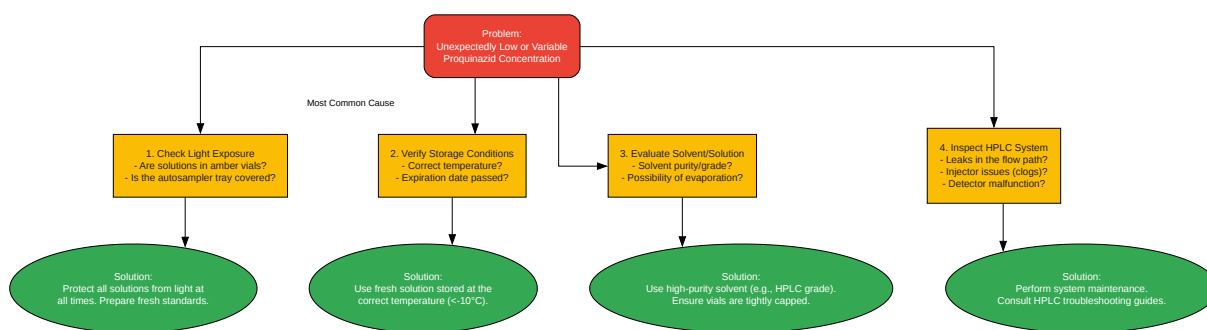 Problem:
Unexpectedly Low or Variable
Proquinazid Concentration
Most Common Cause
1. Check Light Exposure
- Are solutions in amber vials?
- Is the autosampler tray covered?
2. Verify Storage Conditions
- Correct temperature?
- Expiration date passed?
3. Evaluate Solvent/Solution
- Solvent purity/grade?
- Possibility of evaporation?
4. Inspect HPLC System
- Leaks in the flow path?
- Injector issues (clogs)?
- Detector malfunction?
Solution:
Protect all solutions from light at
all times. Prepare fresh standards.
Solution:
Use fresh solution stored at the
correct temperature (<-10°C).
Solution:
Use high-purity solvent (e.g., HPLC grade).
Ensure vials are tightly capped.
Solution:
Perform system maintenance.
Consult HPLC troubleshooting guides.